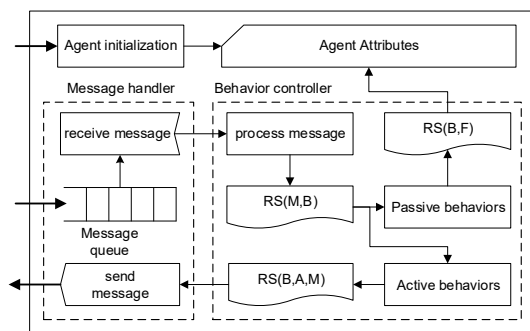 Agent initialization
Agent Attributes
Message handler
Behavior controller
receive message
process message
RS(B,F)
RS(M,B)
Passive behaviors
Message
queue
send
message
RS(B,A,M)
Active behaviors